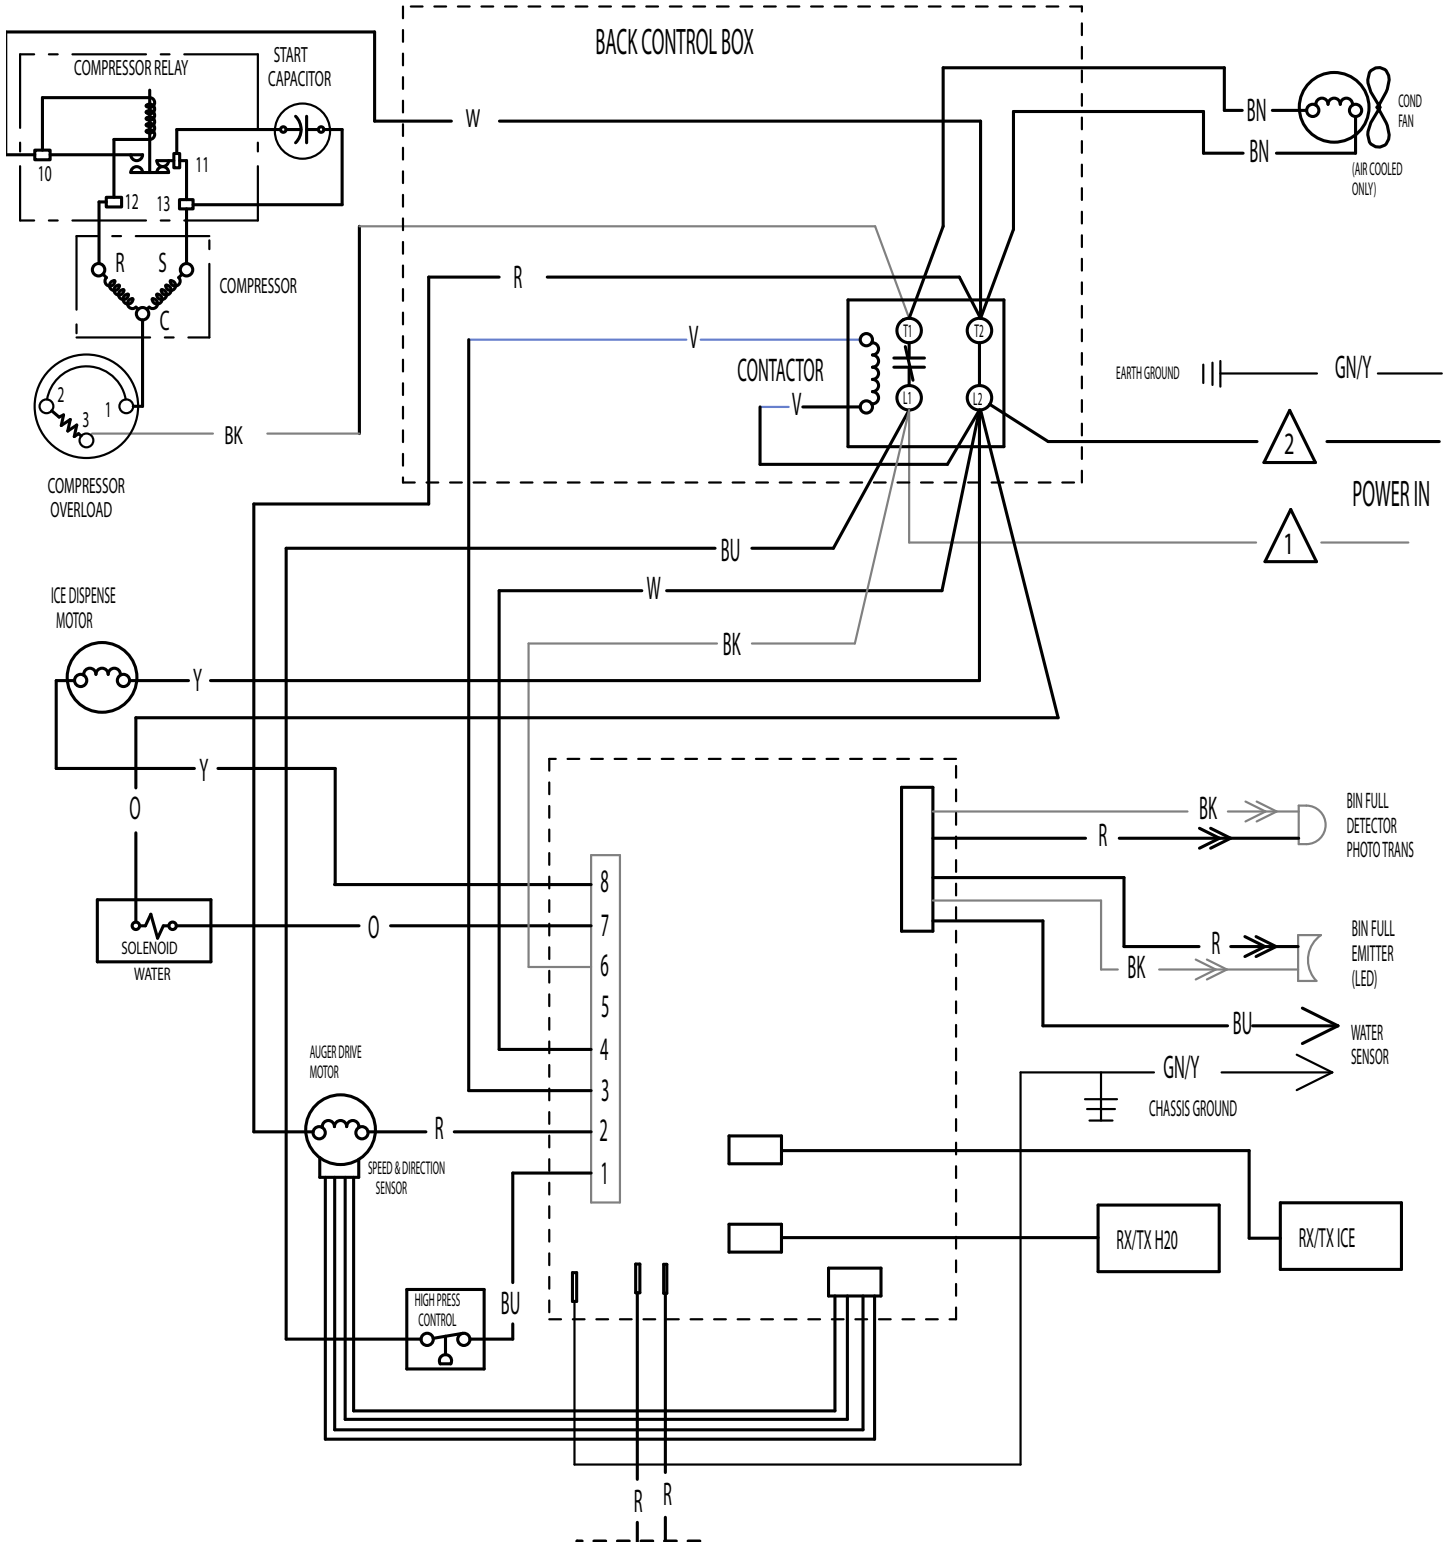 BACK CONTROL BOX
START
CAPACITOR
COMPRESSOR RELAY
COND
FAN
BN
W
BN
11
10
(AIR COOLED
ONLY)
12
13
R
S
COMPRESSOR
R
C
T1
T2
V
CONTACTOR
EARTH GROUND
GN/Y
2
3
1
L1
L2
V
BK
2
COMPRESSOR
OVERLOAD
POWER IN
BU
1
W
ICE DISPENSE
MOTOR
BK
Y
Y
O
BK
BIN FULL
DETECTOR
PHOTO TRANS
R
8
O
7
BIN FULL
EMITTER
(LED)
R
SOLENOID
WATER
6
BK
5
BU
WATER
SENSOR
4
AUGER DRIVE
MOTOR
GN/Y
3
CHASSIS GROUND
R
2
SPEED & DIRECTION
SENSOR
1
RX/TX H20
RX/TX ICE
HIGH PRESS
CONTROL
BU
R
R